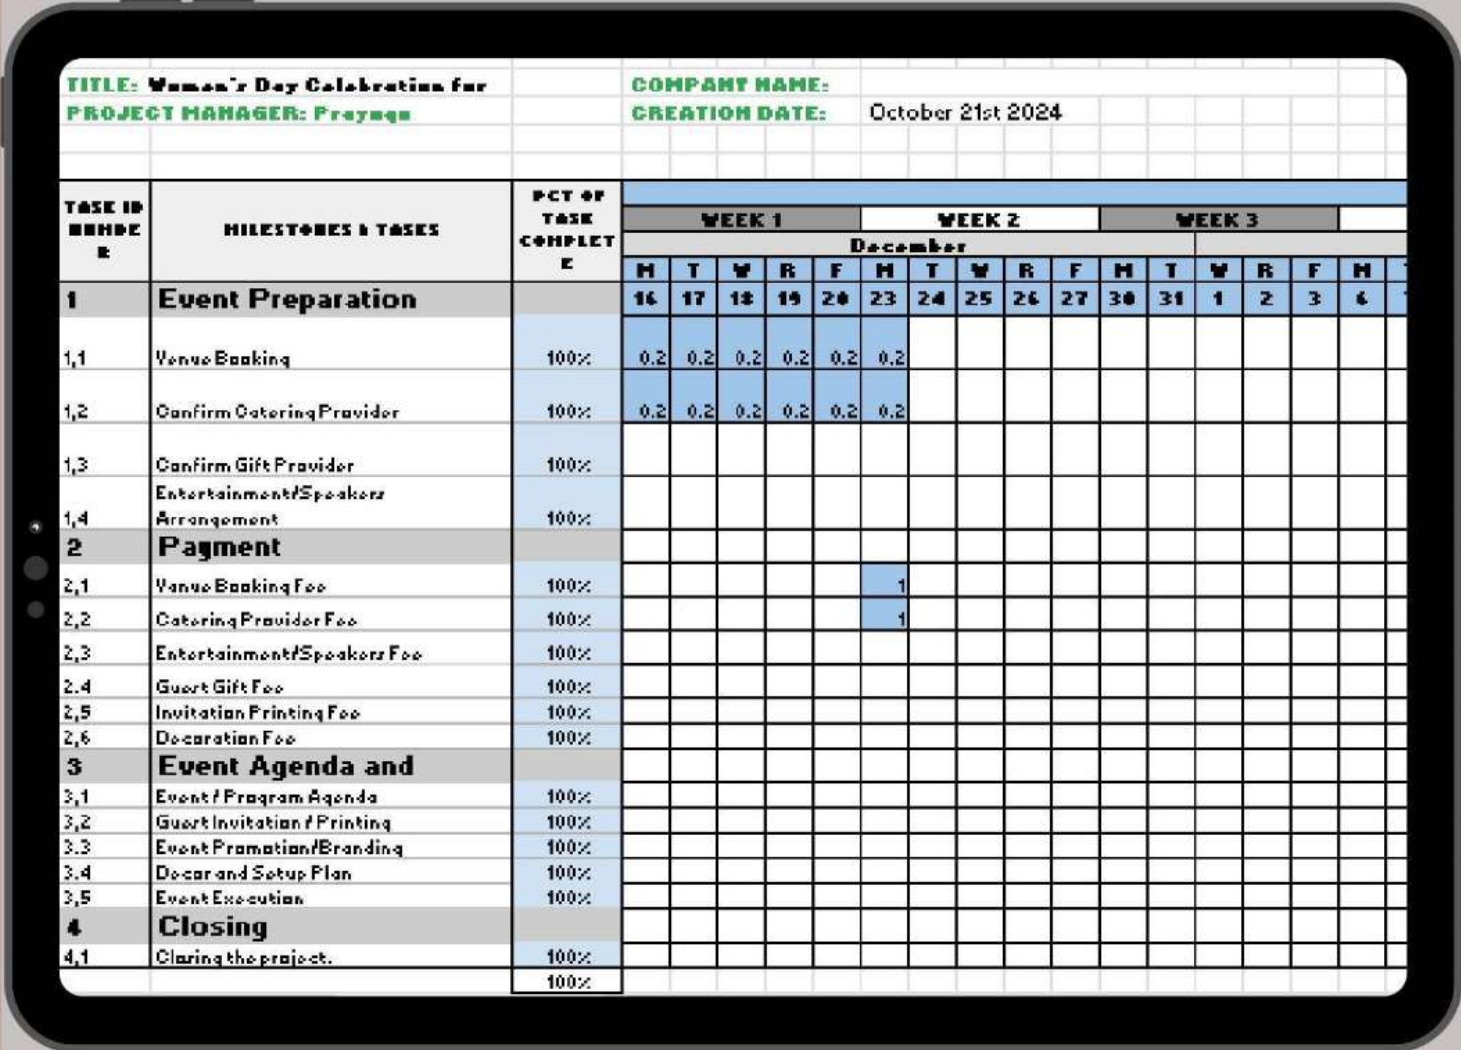 TITLE: Women's Day Celebration for
COMPANY NAME:
PROJECT MANAGER: Prayogo
CREATION DATE: October 21st 2024
TASK ID NUMBER MILESTONES & TASKS PCT OF TASK COMPLETE
WEEK 1 WEEK 2 WEEK 3
December
M T W R F M T W R F M T W R F M
1 Event Preparation 16 17 18 19 20 23 24 25 26 27 30 31 1 2 3 6
1,1 Venue Booking 100% 0.2 0.2 0.2 0.2 0.2 0.2
1,2 Confirm Catering Provider 100% 0.2 0.2 0.2 0.2 0.2 0.2
1,3 Confirm Gift Provider 100%
Entertainment/Speakers
1,4 Arrangement 100%
2 Payment
2,1 Venue Booking Fee 100% 1
2,2 Catering Provider Fee 100% 1
2,3 Entertainment/Speakers Fee 100%
2.4 Guest Gift Fee 100%
2,5 Invitation Printing Fee 100%
2,6 Decoration Fee 100%
3 Event Agenda and
3,1 Event / Program Agenda 100%
3,2 Guest Invitation / Printing 100%
3.3 Event Promotion/Branding 100%
3.4 Decor and Setup Plan 100%
3,5 Event Execution 100%
4 Closing
4,1 Closing the project. 100%
100%